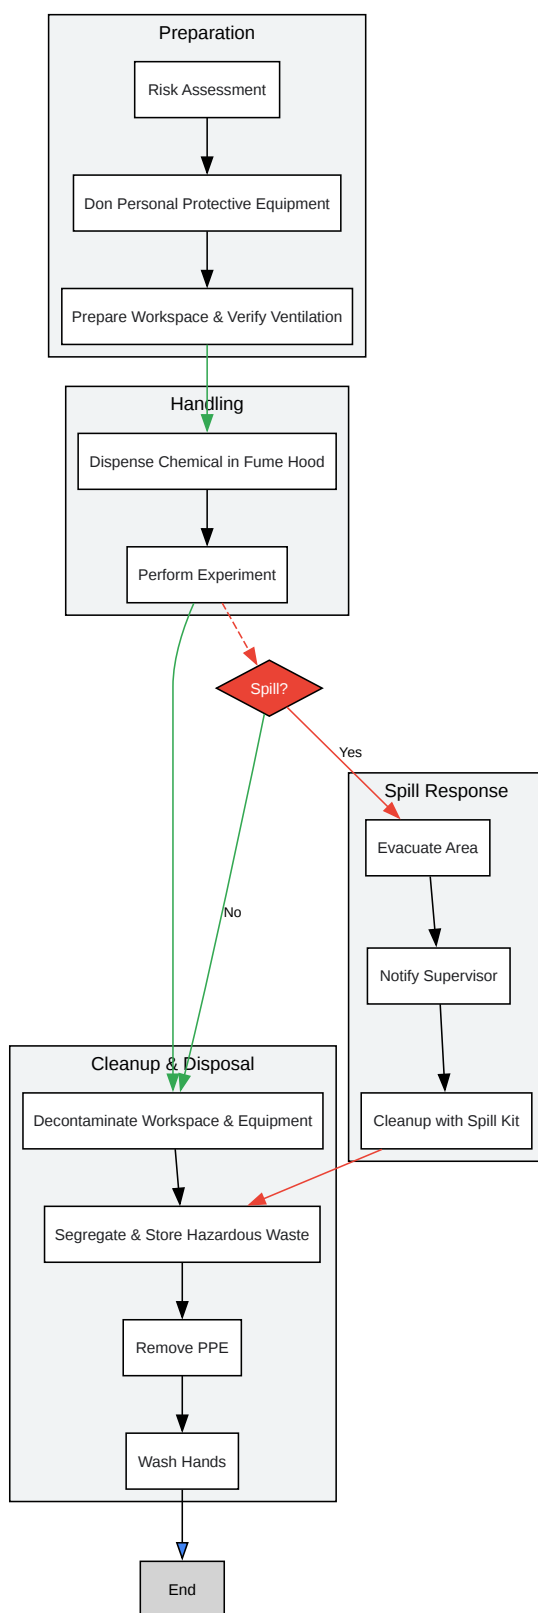 Preparation
Risk Assessment
Don Personal Protective Equipment
Prepare Workspace & Verify Ventilation
Handling
Dispense Chemical in Fume Hood
Perform Experiment
Spill?
Yes
Spill Response
Evacuate Area
No
Notify Supervisor
Cleanup & Disposal
Decontaminate Workspace & Equipment
Cleanup with Spill Kit
Segregate & Store Hazardous Waste
Remove PPE
Wash Hands
End